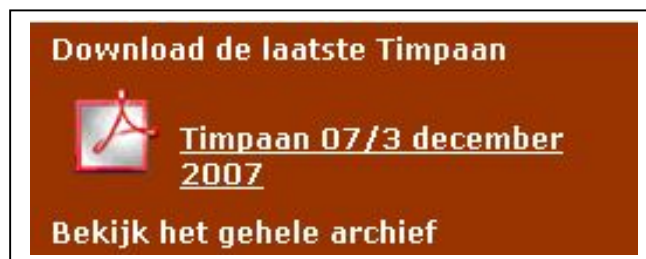 Download de laatste Timpaan
Timpaan 07/3 december
2007
Bekijk het gehele archief